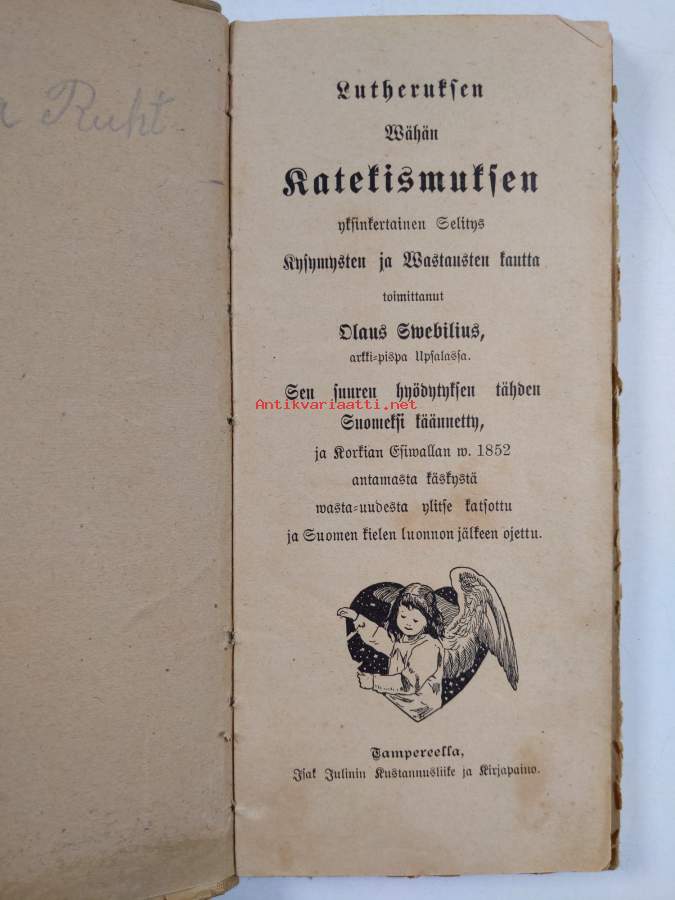 a Ruht
Lutheruksen
Wähän
Katekismuksen
yksinkertainen Selitys
Kysymysten ja Wastausten kautta
toimittanut
Olaus Swebilius,
arkki-pispa Upsalassa.
Sen suuren hyödytyksen tähden
Antikvariaatti.net
Suomeksi käännetty,
ja Korkian Esiwallan w. 1852
antamasta käskystä
wasta-uudesta ylitse katsottu
ja Suomen kielen luonnon jälkeen ojettu.
Tampereella,
Isak Julinin Kustannusliike ja Kirjapaino.